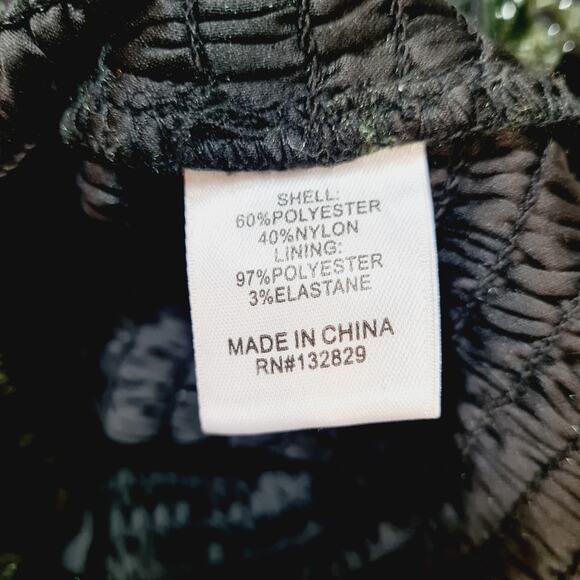 SHELL:
60%POLYESTER
40%NYLON
LINING:
97%POLYESTER
3%ELASTANE
MADE IN CHINA
RN#132829